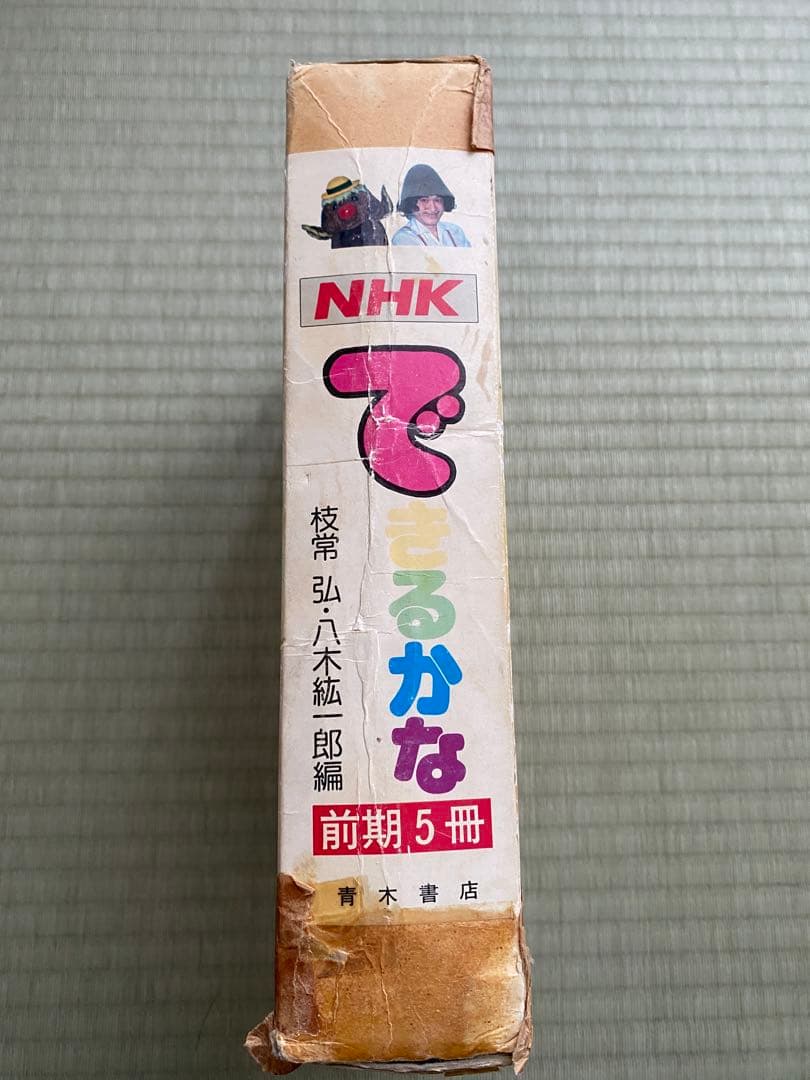 NHK
できるかな
枝常 弘・八木紘一郎編
前期5冊
青木書店